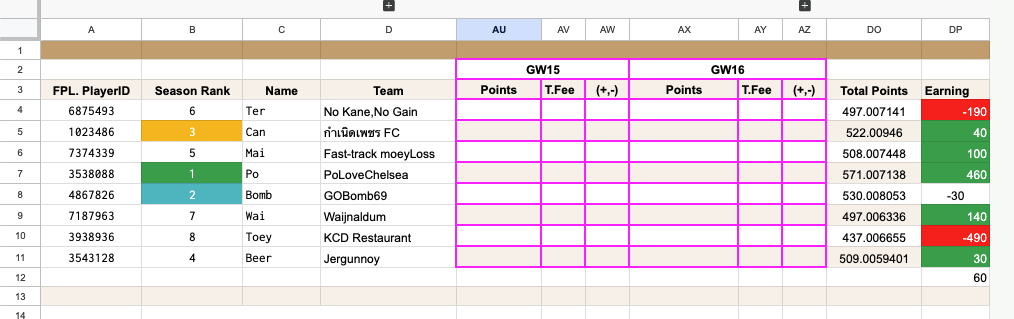 A B C D AU AV AW AX AY AZ DO DP
1
2 GW15 GW16
3 FPL. PlayerID Season Rank Name Team Points T.Fee (+,-) Points T.Fee (+,-) Total Points Earning
4 6875493 6 Ter No Kane,No Gain 497.007141 -190
5 1023486 3 Can กำเนิดเพชร FC 522.00946 40
6 7374339 5 Mai Fast-track moeyLoss 508.007448 100
7 3538088 1 Po PoLoveChelsea 571.007138 460
8 4867826 2 Bomb GOBomb69 530.008053 -30
9 7187963 7 Wai Waijnaldum 497.006336 140
10 3938936 8 Toey KCD Restaurant 437.006655 -490
11 3543128 4 Beer Jergunnoy 509.0059401 30
12 60
13
14